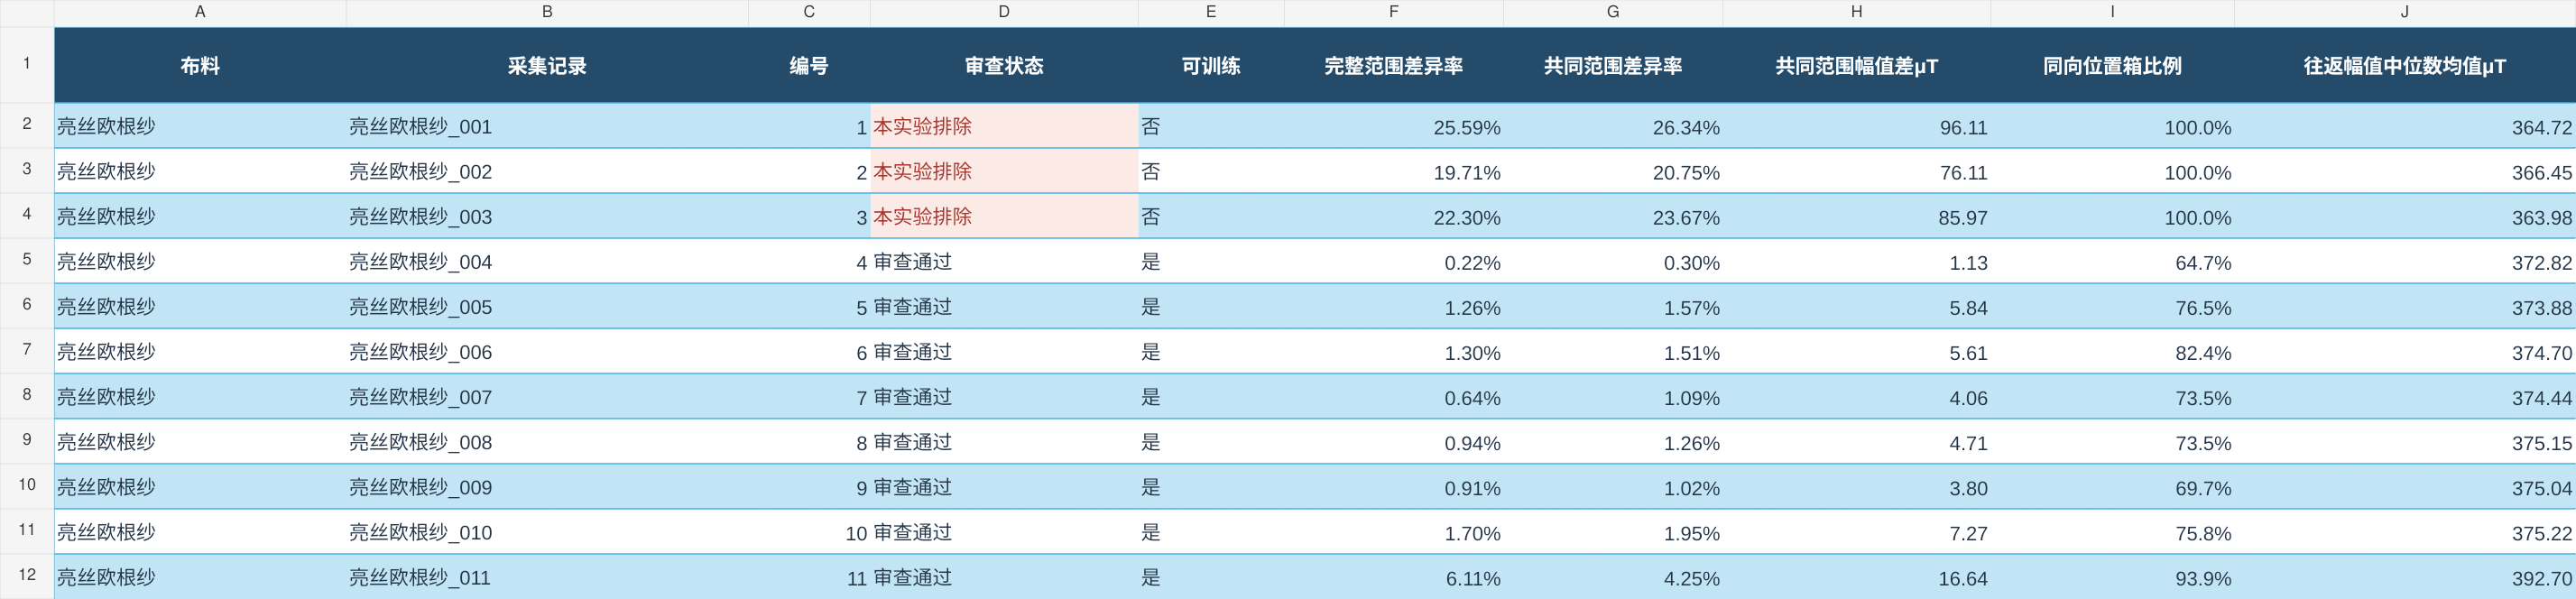 A B C D E F G H I J
1 布料 采集记录 编号 审查状态 可训练 完整范围差异率 共同范围差异率 共同范围幅值差μT 同向位置箱比例 往返幅值中位数均值μT
2 亮丝欧根纱 亮丝欧根纱_001 1 本实验排除 否 25.59% 26.34% 96.11 100.0% 364.72
3 亮丝欧根纱 亮丝欧根纱_002 2 本实验排除 否 19.71% 20.75% 76.11 100.0% 366.45
4 亮丝欧根纱 亮丝欧根纱_003 3 本实验排除 否 22.30% 23.67% 85.97 100.0% 363.98
5 亮丝欧根纱 亮丝欧根纱_004 4 审查通过 是 0.22% 0.30% 1.13 64.7% 372.82
6 亮丝欧根纱 亮丝欧根纱_005 5 审查通过 是 1.26% 1.57% 5.84 76.5% 373.88
7 亮丝欧根纱 亮丝欧根纱_006 6 审查通过 是 1.30% 1.51% 5.61 82.4% 374.70
8 亮丝欧根纱 亮丝欧根纱_007 7 审查通过 是 0.64% 1.09% 4.06 73.5% 374.44
9 亮丝欧根纱 亮丝欧根纱_008 8 审查通过 是 0.94% 1.26% 4.71 73.5% 375.15
10 亮丝欧根纱 亮丝欧根纱_009 9 审查通过 是 0.91% 1.02% 3.80 69.7% 375.04
11 亮丝欧根纱 亮丝欧根纱_010 10 审查通过 是 1.70% 1.95% 7.27 75.8% 375.22
12 亮丝欧根纱 亮丝欧根纱_011 11 审查通过 是 6.11% 4.25% 16.64 93.9% 392.70